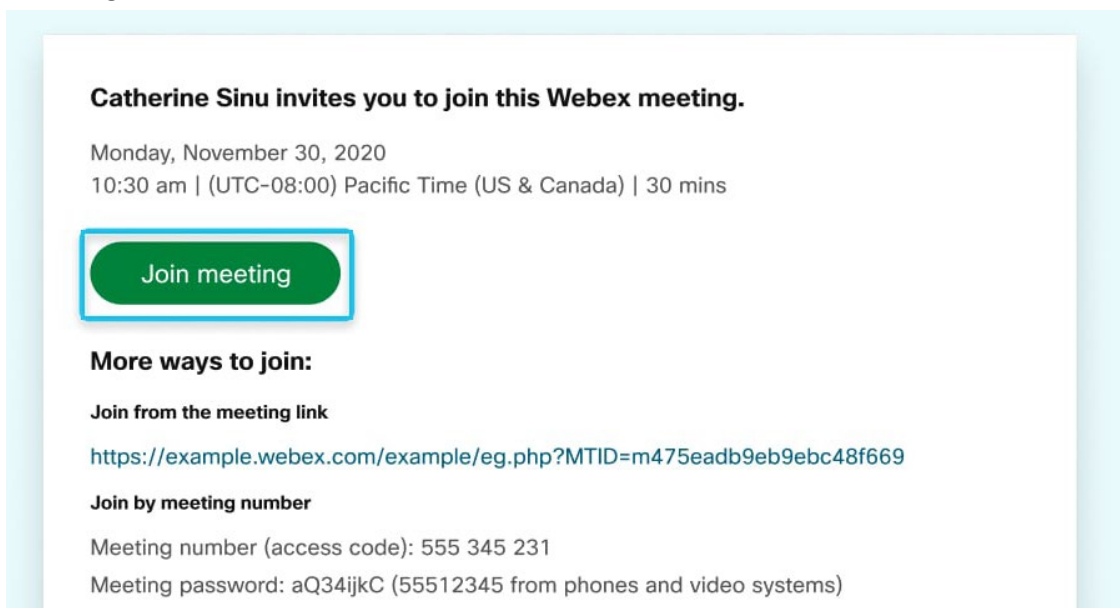 Catherine Sinu invites you to join this Webex meeting.
Monday, November 30, 2020
10:30 am | (UTC-08:00) Pacific Time (US & Canada) | 30 mins
Join meeting
More ways to join:
Join from the meeting link
https://example.webex.com/example/eg.php?MTID=m475eadb9eb9ebc48f669
Join by meeting number
Meeting number (access code): 555 345 231
Meeting password: aQ34ijkC (55512345 from phones and video systems)